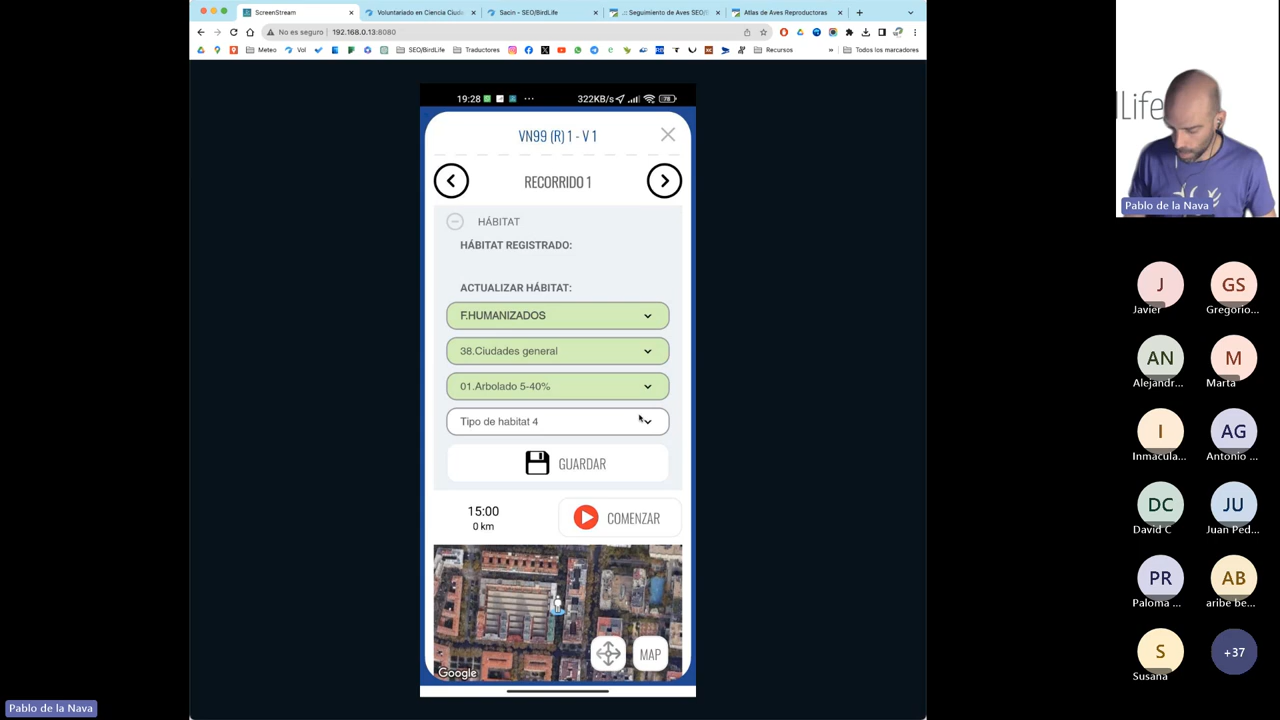 ScreenStream
Voluntariado en Ciencia Ciuda
Sacin - SEO/BirdLife
.:: Seguimiento de Aves SEO/
Atlas de Aves Reproductoras
No es seguro | 192.168.0.13:8080
Meteo
Vol
SEO/BirdLife
Traductores
Recursos
Todos los marcadores
19:28
322KB/s
78
VN99 (R) 1 - V 1
RECORRIDO 1
HÁBITAT
HÁBITAT REGISTRADO:
ACTUALIZAR HÁBITAT:
F.HUMANIZADOS
38.Ciudades general
01.Arbolado 5-40%
Tipo de habitat 4
GUARDAR
15:00
0 km
COMENZAR
MAP
Google
dLife
Pablo de la Nava
J
GS
Javier
Gregorio...
AN
M
Alejandr...
Marta
I
AG
Inmacula...
Antonio ...
DC
JU
David C
Juan Ped...
PR
AB
Paloma ...
aribe be...
S
+37
Susana
Pablo de la Nava